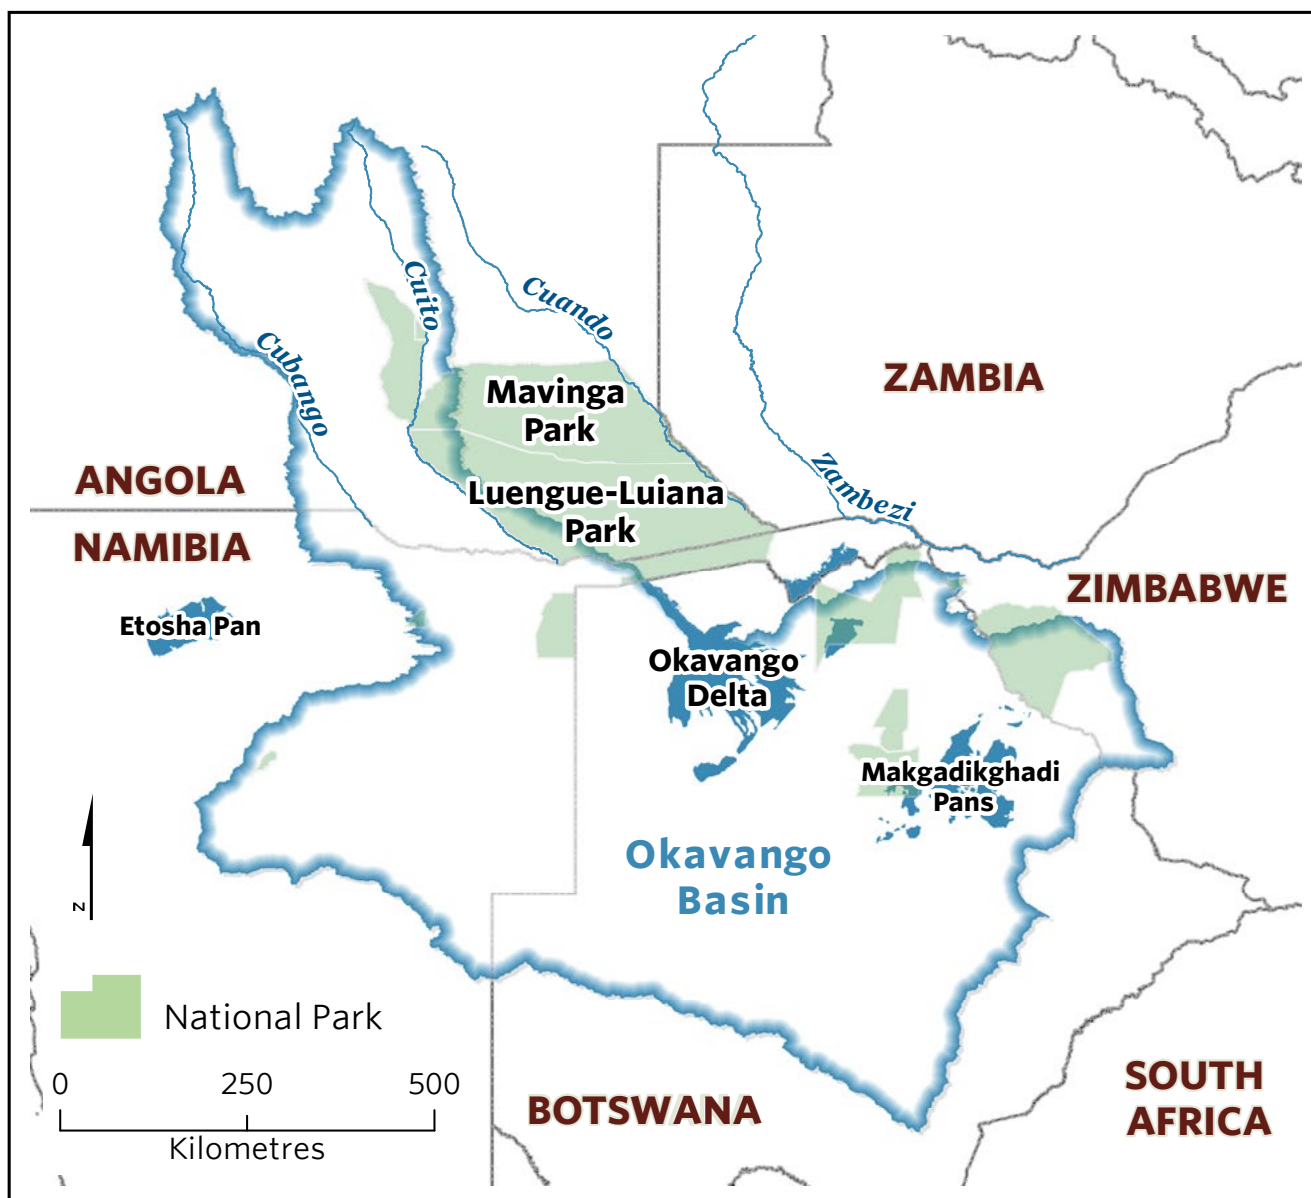 Cuito
Cuando
Cubango
ZAMBIA
Mavinga
Park
Zambezi
ANGOLA
Luengue-Luiana
Park
NAMIBIA
ZIMBABWE
Etosha Pan
Okavango
Delta
Makgadikghadi
Pans
Okavango
Basin
N
National Park
0 250 500
Kilometres
BOTSWANA
SOUTH
AFRICA